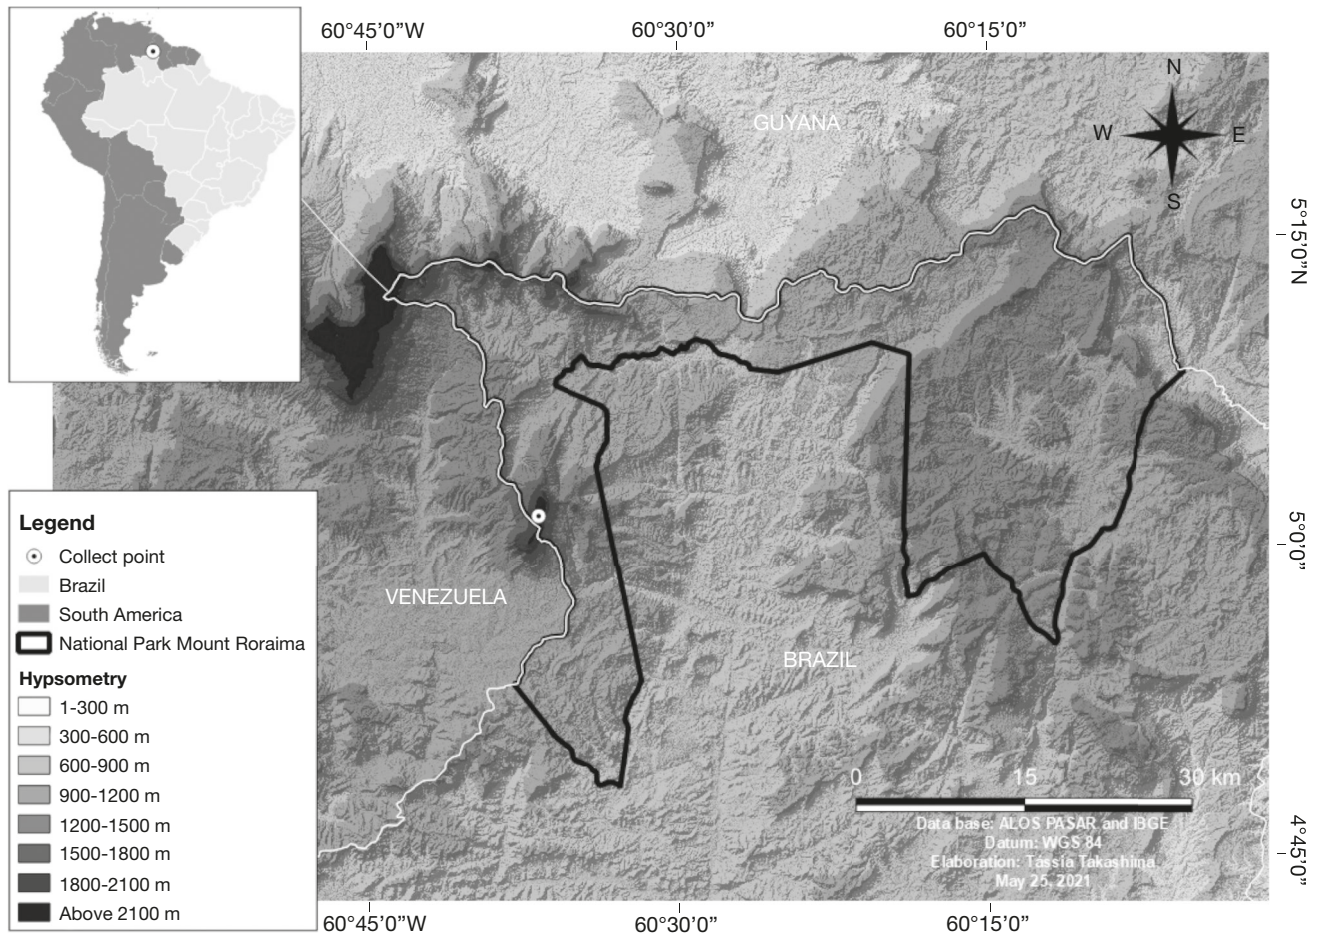 60°45'0"W
60°30'0"
60°15'0"
GUYANA
N
W
E
S
5°15'0"N
5°0'0"
4°45'0"
VENEZUELA
BRAZIL
Legend
Collect point
Brazil
South America
National Park Mount Roraima
Hypsometry
1-300 m
300-600 m
600-900 m
900-1200 m
1200-1500 m
1500-1800 m
1800-2100 m
Above 2100 m
0 15 30 km
Data base: ALOS PASAR and IBGE
Datum: WGS 84
Elaboration: Tássia Takashima
May 25, 2021
60°45'0"W
60°30'0"
60°15'0"